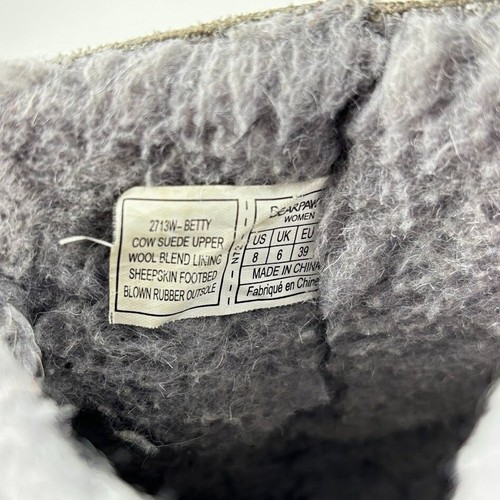 2713W-BETTY
COW SUEDE UPPER
WOOL BLEND LINING
SHEEPSKIN FOOTBED
BLOWN RUBBER OUTSOLE
BEARPAW
WOMEN
US UK EU
8 6 39
MADE IN CHINA
Fabriqué en Chine